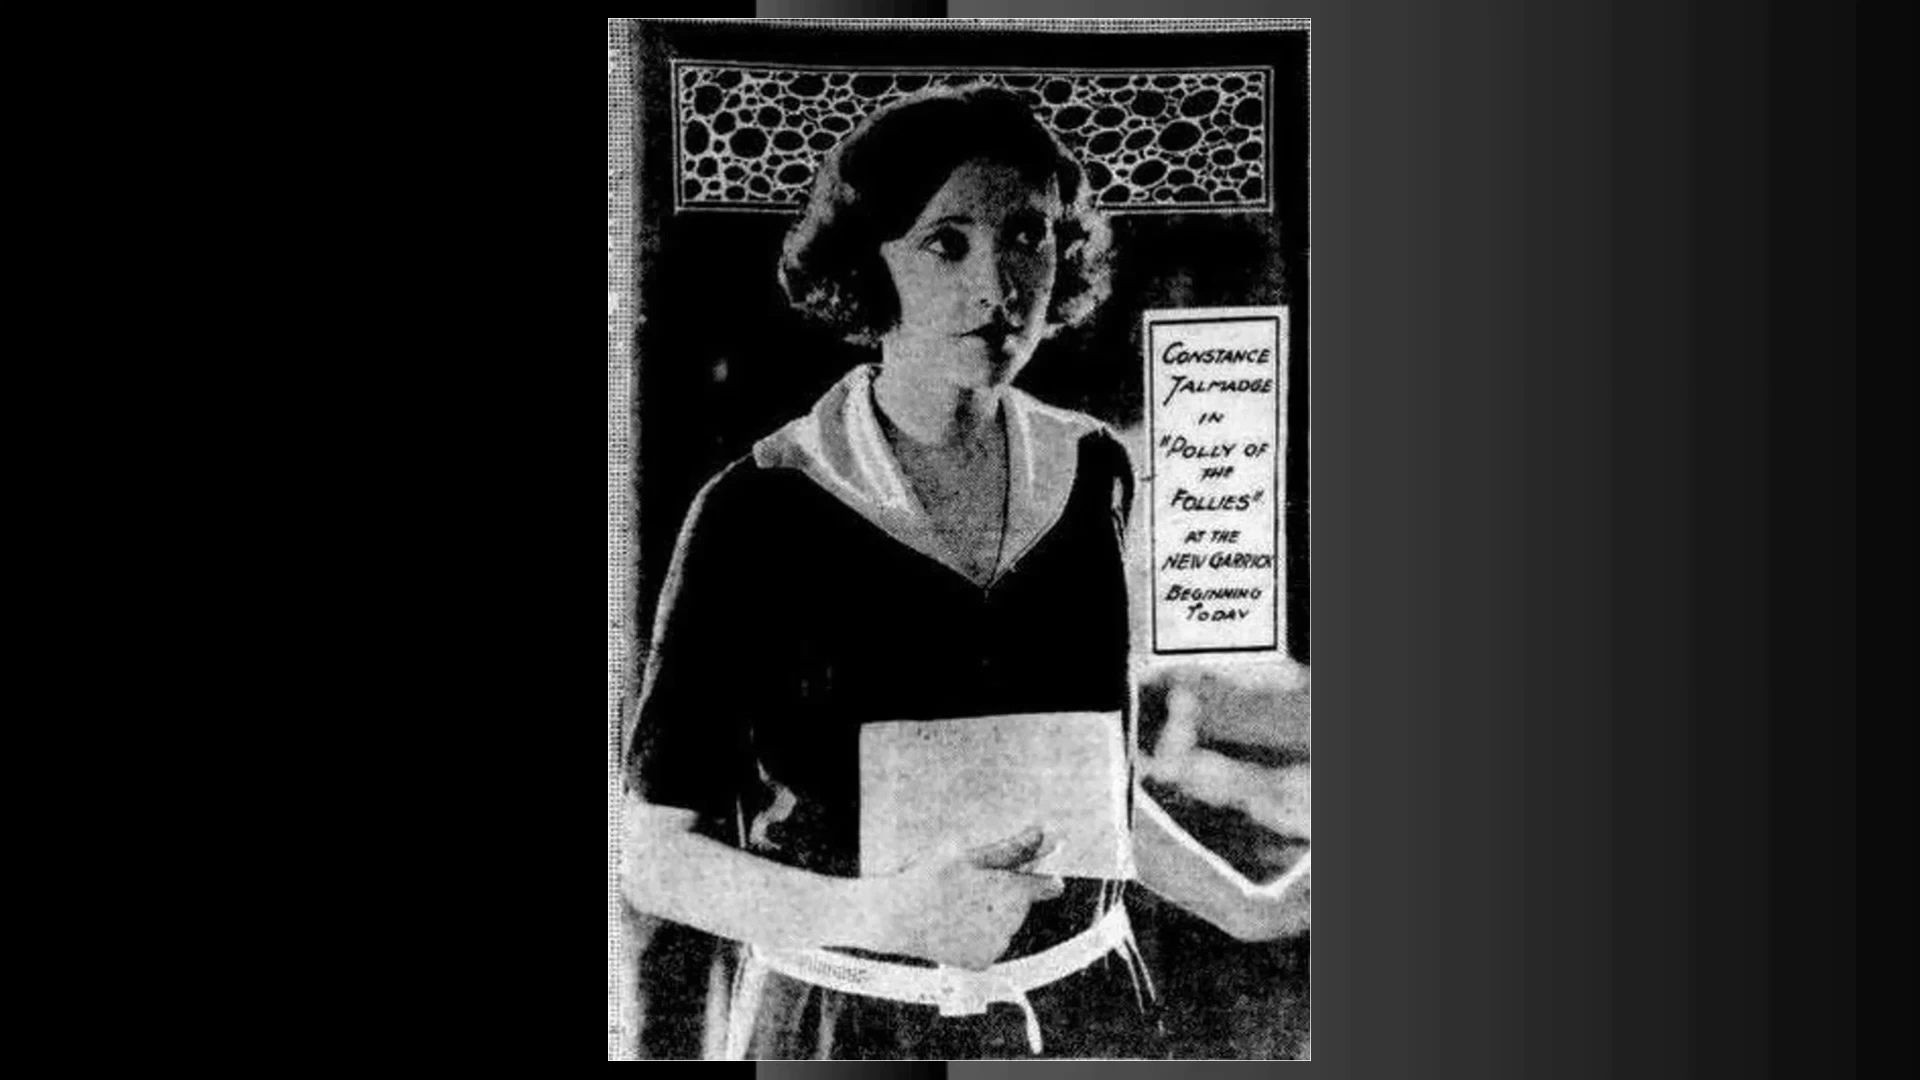 CONSTANCE
TALMADGE
IN
"POLLY OF
THE
FOLLIES"
AT THE
NEW GARRICK
BEGINNING
TODAY